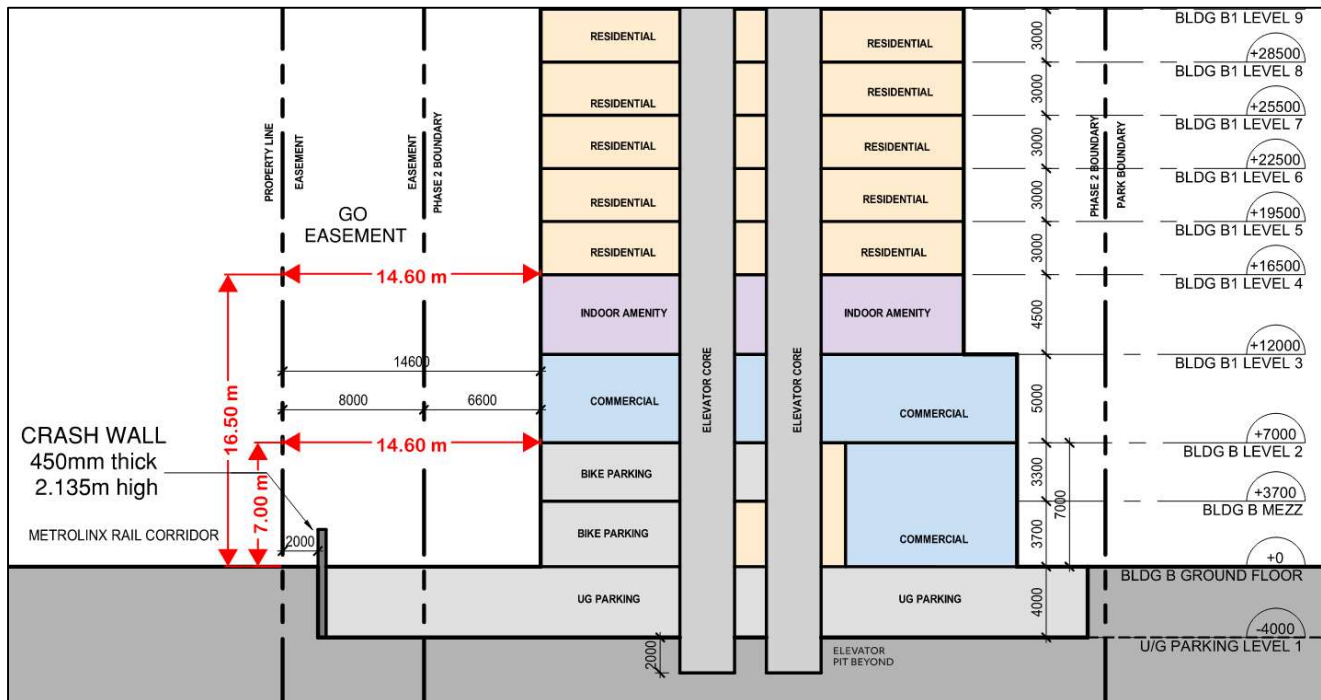 PROPERTY LINE
EASEMENT
EASEMENT
PHASE 2 BOUNDARY
GO
EASEMENT
14.60 m
16.50 m
14600
8000
6600
14.60 m
7.00 m
CRASH WALL
450mm thick
2.135m high
METROLINX RAIL CORRIDOR
2000
RESIDENTIAL
RESIDENTIAL
RESIDENTIAL
RESIDENTIAL
RESIDENTIAL
RESIDENTIAL
RESIDENTIAL
RESIDENTIAL
RESIDENTIAL
RESIDENTIAL
INDOOR AMENITY
INDOOR AMENITY
COMMERCIAL
COMMERCIAL
BIKE PARKING
BIKE PARKING
COMMERCIAL
UG PARKING
UG PARKING
ELEVATOR CORE
ELEVATOR CORE
2000
ELEVATOR
PIT BEYOND
3000
3000
3000
3000
3000
4500
5000
3300
3700
7000
4000
PHASE 2 BOUNDARY
PARK BOUNDARY
BLDG B1 LEVEL 9
+28500
BLDG B1 LEVEL 8
+25500
BLDG B1 LEVEL 7
+22500
BLDG B1 LEVEL 6
+19500
BLDG B1 LEVEL 5
+16500
BLDG B1 LEVEL 4
+12000
BLDG B1 LEVEL 3
+7000
BLDG B LEVEL 2
+3700
BLDG B MEZZ
+0
BLDG B GROUND FLOOR
-4000
U/G PARKING LEVEL 1